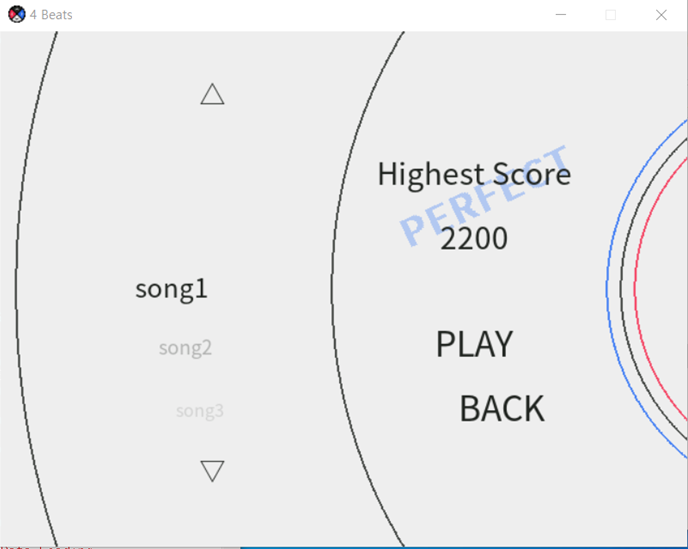 4 Beats
Highest Score
PERFECT
2200
song1
song2
song3
PLAY
BACK